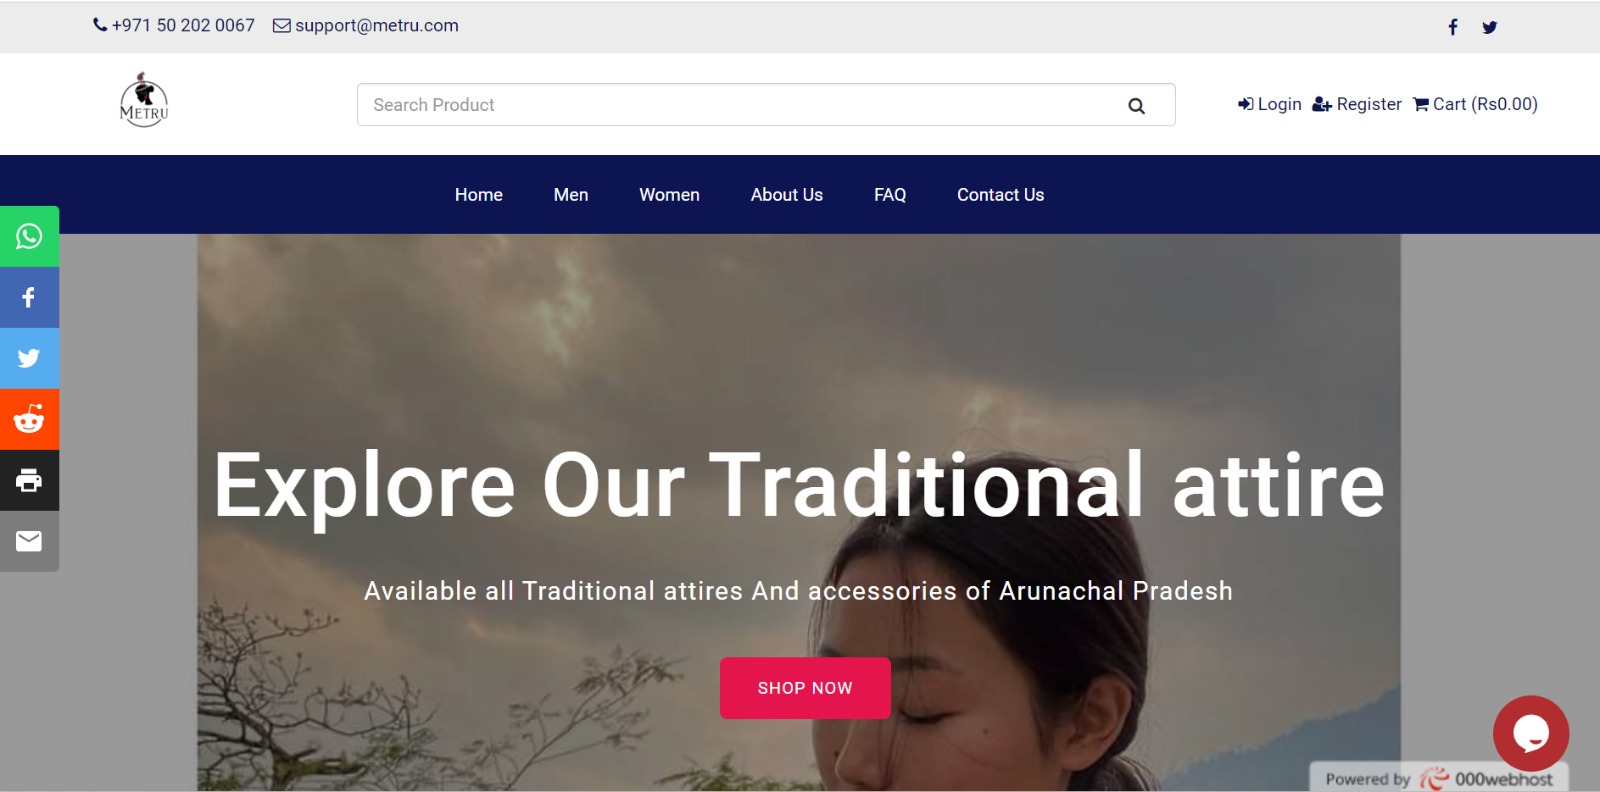 +971 50 202 0067 support@metru.com
METRU
Search Product
Login Register Cart (Rs0.00)
Home Men Women About Us FAQ Contact Us
Explore Our Traditional attire
Available all Traditional attires And accessories of Arunachal Pradesh
SHOP NOW
Powered by 000webhost